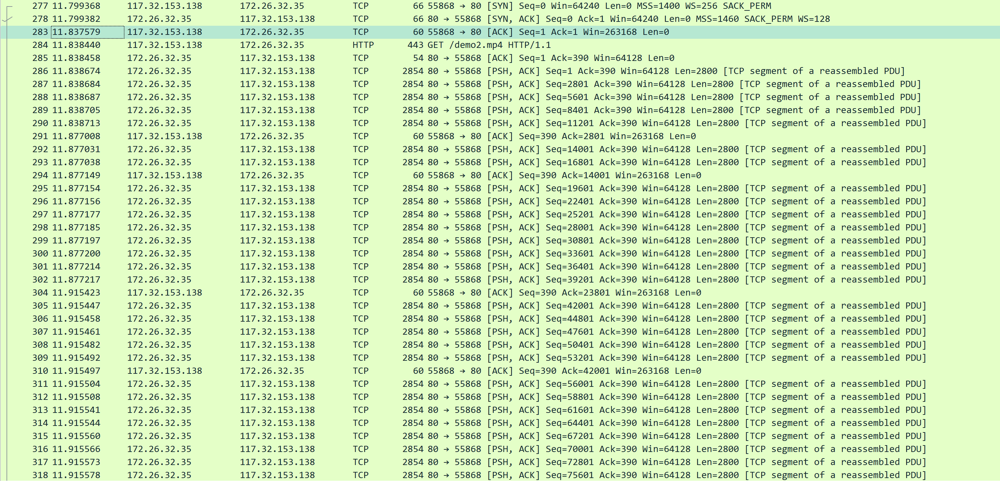 277 11.799368 117.32.153.138 172.26.32.35 TCP 66 55868 → 80 [SYN] Seq=0 Win=64240 Len=0 MSS=1400 WS=256 SACK_PERM
278 11.799382 172.26.32.35 117.32.153.138 TCP 66 80 → 55868 [SYN, ACK] Seq=0 Ack=1 Win=64240 Len=0 MSS=1460 SACK_PERM WS=128
283 11.837579 117.32.153.138 172.26.32.35 TCP 60 55868 → 80 [ACK] Seq=1 Ack=1 Win=263168 Len=0
284 11.838440 117.32.153.138 172.26.32.35 HTTP 443 GET /demo2.mp4 HTTP/1.1
285 11.838458 172.26.32.35 117.32.153.138 TCP 54 80 → 55868 [ACK] Seq=1 Ack=390 Win=64128 Len=0
286 11.838674 172.26.32.35 117.32.153.138 TCP 2854 80 → 55868 [PSH, ACK] Seq=1 Ack=390 Win=64128 Len=2800 [TCP segment of a reassembled PDU]
287 11.838684 172.26.32.35 117.32.153.138 TCP 2854 80 → 55868 [PSH, ACK] Seq=2801 Ack=390 Win=64128 Len=2800 [TCP segment of a reassembled PDU]
288 11.838687 172.26.32.35 117.32.153.138 TCP 2854 80 → 55868 [PSH, ACK] Seq=5601 Ack=390 Win=64128 Len=2800 [TCP segment of a reassembled PDU]
289 11.838705 172.26.32.35 117.32.153.138 TCP 2854 80 → 55868 [PSH, ACK] Seq=8401 Ack=390 Win=64128 Len=2800 [TCP segment of a reassembled PDU]
290 11.838713 172.26.32.35 117.32.153.138 TCP 2854 80 → 55868 [PSH, ACK] Seq=11201 Ack=390 Win=64128 Len=2800 [TCP segment of a reassembled PDU]
291 11.877008 117.32.153.138 172.26.32.35 TCP 60 55868 → 80 [ACK] Seq=390 Ack=2801 Win=263168 Len=0
292 11.877031 172.26.32.35 117.32.153.138 TCP 2854 80 → 55868 [PSH, ACK] Seq=14001 Ack=390 Win=64128 Len=2800 [TCP segment of a reassembled PDU]
293 11.877038 172.26.32.35 117.32.153.138 TCP 2854 80 → 55868 [PSH, ACK] Seq=16801 Ack=390 Win=64128 Len=2800 [TCP segment of a reassembled PDU]
294 11.877149 117.32.153.138 172.26.32.35 TCP 60 55868 → 80 [ACK] Seq=390 Ack=14001 Win=263168 Len=0
295 11.877154 172.26.32.35 117.32.153.138 TCP 2854 80 → 55868 [PSH, ACK] Seq=19601 Ack=390 Win=64128 Len=2800 [TCP segment of a reassembled PDU]
296 11.877156 172.26.32.35 117.32.153.138 TCP 2854 80 → 55868 [PSH, ACK] Seq=22401 Ack=390 Win=64128 Len=2800 [TCP segment of a reassembled PDU]
297 11.877177 172.26.32.35 117.32.153.138 TCP 2854 80 → 55868 [PSH, ACK] Seq=25201 Ack=390 Win=64128 Len=2800 [TCP segment of a reassembled PDU]
298 11.877185 172.26.32.35 117.32.153.138 TCP 2854 80 → 55868 [PSH, ACK] Seq=28001 Ack=390 Win=64128 Len=2800 [TCP segment of a reassembled PDU]
299 11.877197 172.26.32.35 117.32.153.138 TCP 2854 80 → 55868 [PSH, ACK] Seq=30801 Ack=390 Win=64128 Len=2800 [TCP segment of a reassembled PDU]
300 11.877200 172.26.32.35 117.32.153.138 TCP 2854 80 → 55868 [PSH, ACK] Seq=33601 Ack=390 Win=64128 Len=2800 [TCP segment of a reassembled PDU]
301 11.877214 172.26.32.35 117.32.153.138 TCP 2854 80 → 55868 [PSH, ACK] Seq=36401 Ack=390 Win=64128 Len=2800 [TCP segment of a reassembled PDU]
302 11.877217 172.26.32.35 117.32.153.138 TCP 2854 80 → 55868 [PSH, ACK] Seq=39201 Ack=390 Win=64128 Len=2800 [TCP segment of a reassembled PDU]
304 11.915423 117.32.153.138 172.26.32.35 TCP 60 55868 → 80 [ACK] Seq=390 Ack=23801 Win=263168 Len=0
305 11.915447 172.26.32.35 117.32.153.138 TCP 2854 80 → 55868 [PSH, ACK] Seq=42001 Ack=390 Win=64128 Len=2800 [TCP segment of a reassembled PDU]
306 11.915458 172.26.32.35 117.32.153.138 TCP 2854 80 → 55868 [PSH, ACK] Seq=44801 Ack=390 Win=64128 Len=2800 [TCP segment of a reassembled PDU]
307 11.915461 172.26.32.35 117.32.153.138 TCP 2854 80 → 55868 [PSH, ACK] Seq=47601 Ack=390 Win=64128 Len=2800 [TCP segment of a reassembled PDU]
308 11.915482 172.26.32.35 117.32.153.138 TCP 2854 80 → 55868 [PSH, ACK] Seq=50401 Ack=390 Win=64128 Len=2800 [TCP segment of a reassembled PDU]
309 11.915492 172.26.32.35 117.32.153.138 TCP 2854 80 → 55868 [PSH, ACK] Seq=53201 Ack=390 Win=64128 Len=2800 [TCP segment of a reassembled PDU]
310 11.915497 117.32.153.138 172.26.32.35 TCP 60 55868 → 80 [ACK] Seq=390 Ack=42001 Win=263168 Len=0
311 11.915504 172.26.32.35 117.32.153.138 TCP 2854 80 → 55868 [PSH, ACK] Seq=56001 Ack=390 Win=64128 Len=2800 [TCP segment of a reassembled PDU]
312 11.915508 172.26.32.35 117.32.153.138 TCP 2854 80 → 55868 [PSH, ACK] Seq=58801 Ack=390 Win=64128 Len=2800 [TCP segment of a reassembled PDU]
313 11.915541 172.26.32.35 117.32.153.138 TCP 2854 80 → 55868 [PSH, ACK] Seq=61601 Ack=390 Win=64128 Len=2800 [TCP segment of a reassembled PDU]
314 11.915544 172.26.32.35 117.32.153.138 TCP 2854 80 → 55868 [PSH, ACK] Seq=64401 Ack=390 Win=64128 Len=2800 [TCP segment of a reassembled PDU]
315 11.915560 172.26.32.35 117.32.153.138 TCP 2854 80 → 55868 [PSH, ACK] Seq=67201 Ack=390 Win=64128 Len=2800 [TCP segment of a reassembled PDU]
316 11.915566 172.26.32.35 117.32.153.138 TCP 2854 80 → 55868 [PSH, ACK] Seq=70001 Ack=390 Win=64128 Len=2800 [TCP segment of a reassembled PDU]
317 11.915573 172.26.32.35 117.32.153.138 TCP 2854 80 → 55868 [PSH, ACK] Seq=72801 Ack=390 Win=64128 Len=2800 [TCP segment of a reassembled PDU]
318 11.915578 172.26.32.35 117.32.153.138 TCP 2854 80 → 55868 [PSH, ACK] Seq=75601 Ack=390 Win=64128 Len=2800 [TCP segment of a reassembled PDU]